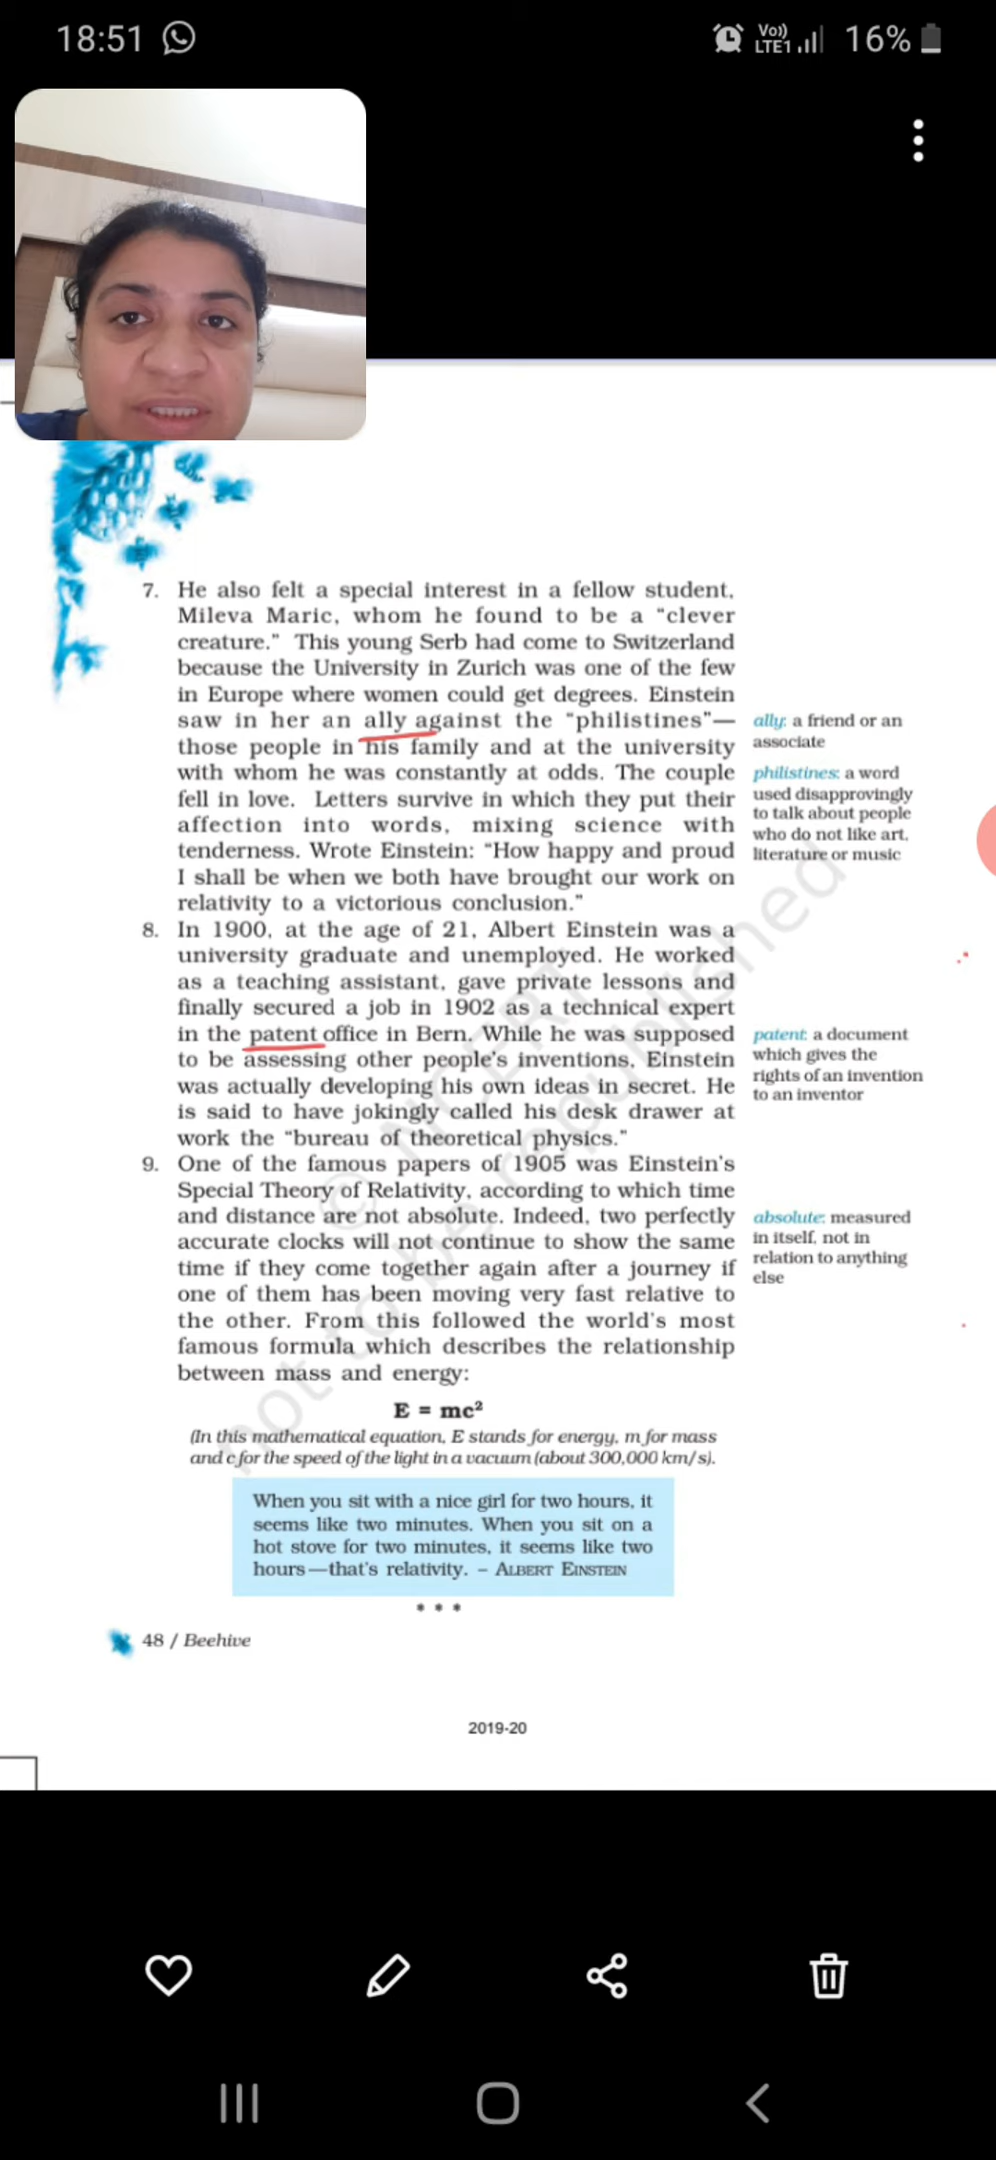 18:51
Vo))
LTE1
16%
7. He also felt a special interest in a fellow student,
Mileva Maric, whom he found to be a “clever
creature.” This young Serb had come to Switzerland
because the University in Zurich was one of the few
in Europe where women could get degrees. Einstein
saw in her an ally against the “philistines”—
those people in his family and at the university
with whom he was constantly at odds. The couple
fell in love. Letters survive in which they put their
affection into words, mixing science with
tenderness. Wrote Einstein: “How happy and proud
I shall be when we both have brought our work on
relativity to a victorious conclusion.”
ally: a friend or an
associate
philistines: a word
used disapprovingly
to talk about people
who do not like art,
literature or music
8. In 1900, at the age of 21, Albert Einstein was a
university graduate and unemployed. He worked
as a teaching assistant, gave private lessons and
finally secured a job in 1902 as a technical expert
in the patent office in Bern. While he was supposed
to be assessing other people’s inventions, Einstein
was actually developing his own ideas in secret. He
is said to have jokingly called his desk drawer at
work the “bureau of theoretical physics.”
patent: a document
which gives the
rights of an invention
to an inventor
9. One of the famous papers of 1905 was Einstein’s
Special Theory of Relativity, according to which time
and distance are not absolute. Indeed, two perfectly
accurate clocks will not continue to show the same
time if they come together again after a journey if
one of them has been moving very fast relative to
the other. From this followed the world’s most
famous formula which describes the relationship
between mass and energy:
absolute: measured
in itself, not in
relation to anything
else
E = mc²
(In this mathematical equation, E stands for energy, m for mass
and c for the speed of the light in a vacuum (about 300,000 km/s).
When you sit with a nice girl for two hours, it
seems like two minutes. When you sit on a
hot stove for two minutes, it seems like two
hours—that’s relativity. – ALBERT EINSTEIN
* * *
48 / Beehive
2019-20
© NCERT
not to be republished